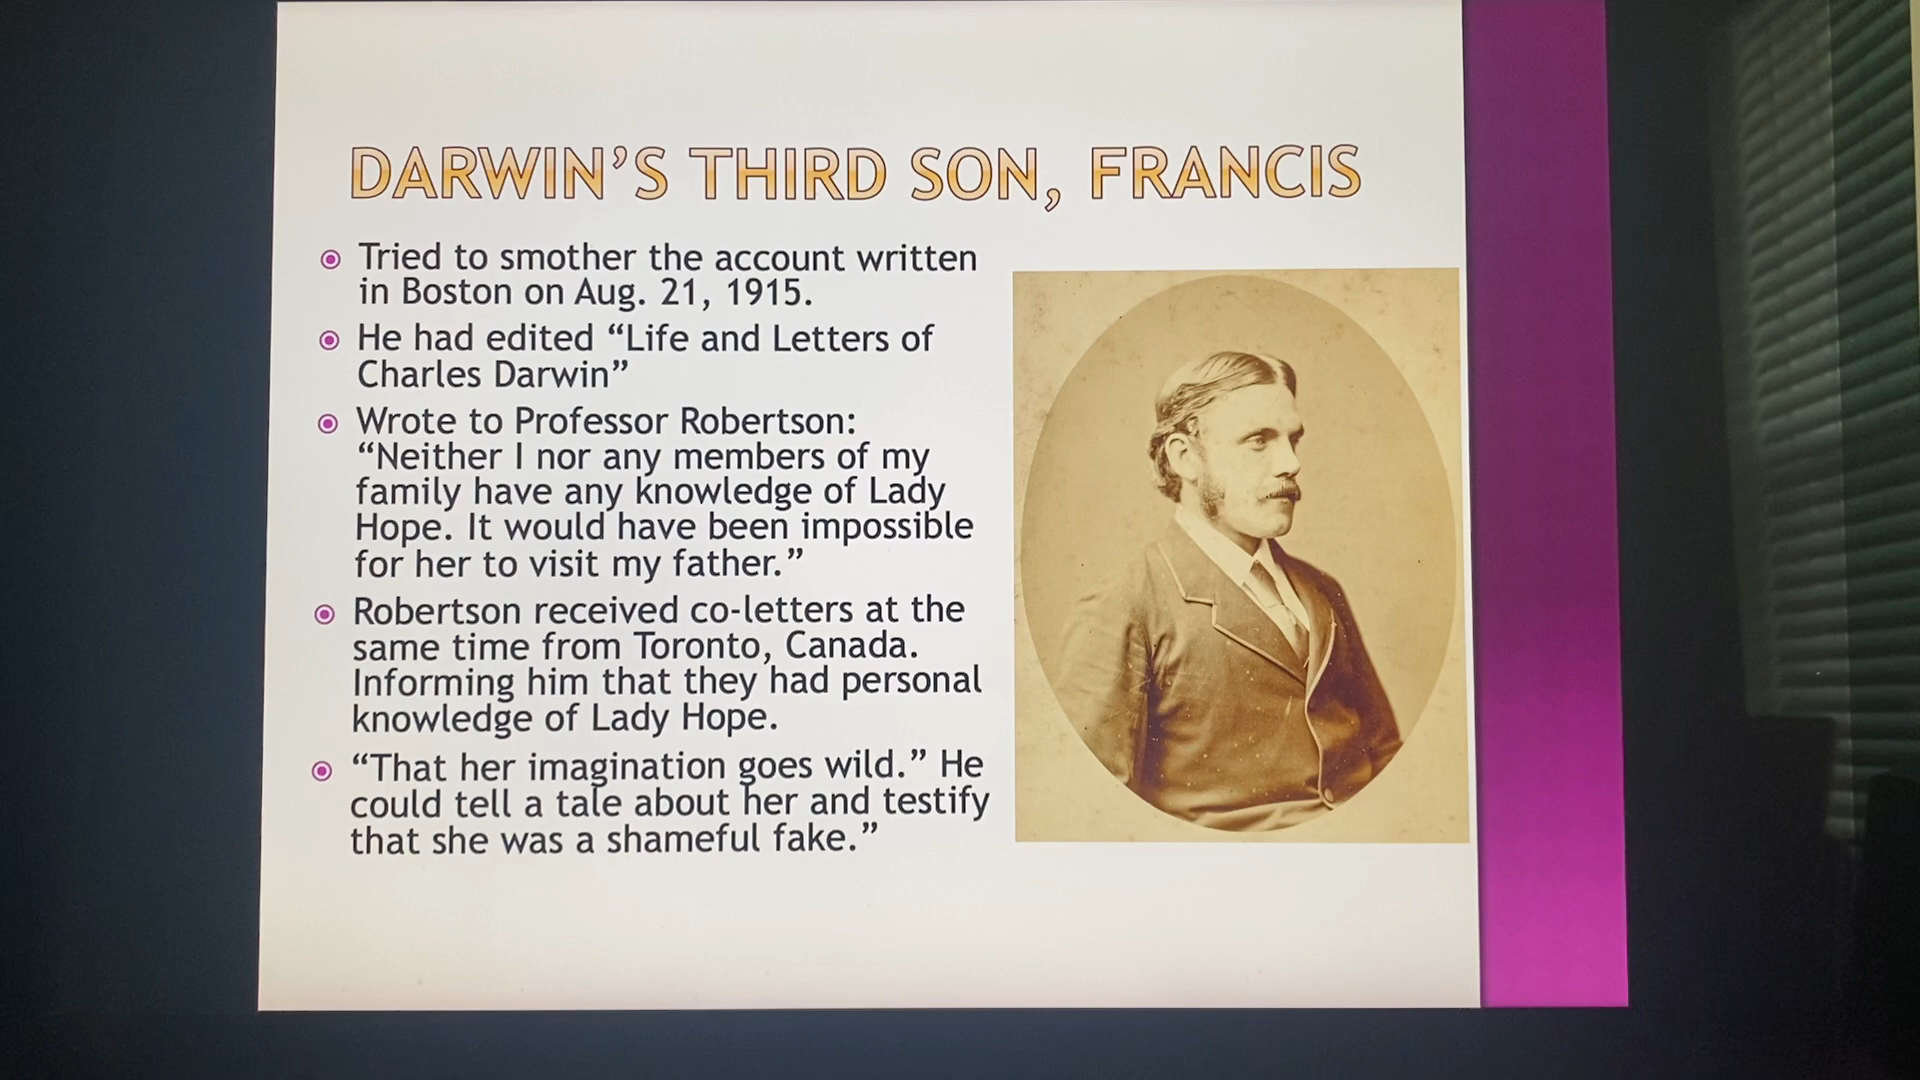 DARWIN'S THIRD SON, FRANCIS
Tried to smother the account written
in Boston on Aug. 21, 1915.
He had edited “Life and Letters of
Charles Darwin”
Wrote to Professor Robertson:
“Neither I nor any members of my
family have any knowledge of Lady
Hope. It would have been impossible
for her to visit my father.”
Robertson received co-letters at the
same time from Toronto, Canada.
Informing him that they had personal
knowledge of Lady Hope.
“That her imagination goes wild.” He
could tell a tale about her and testify
that she was a shameful fake.”